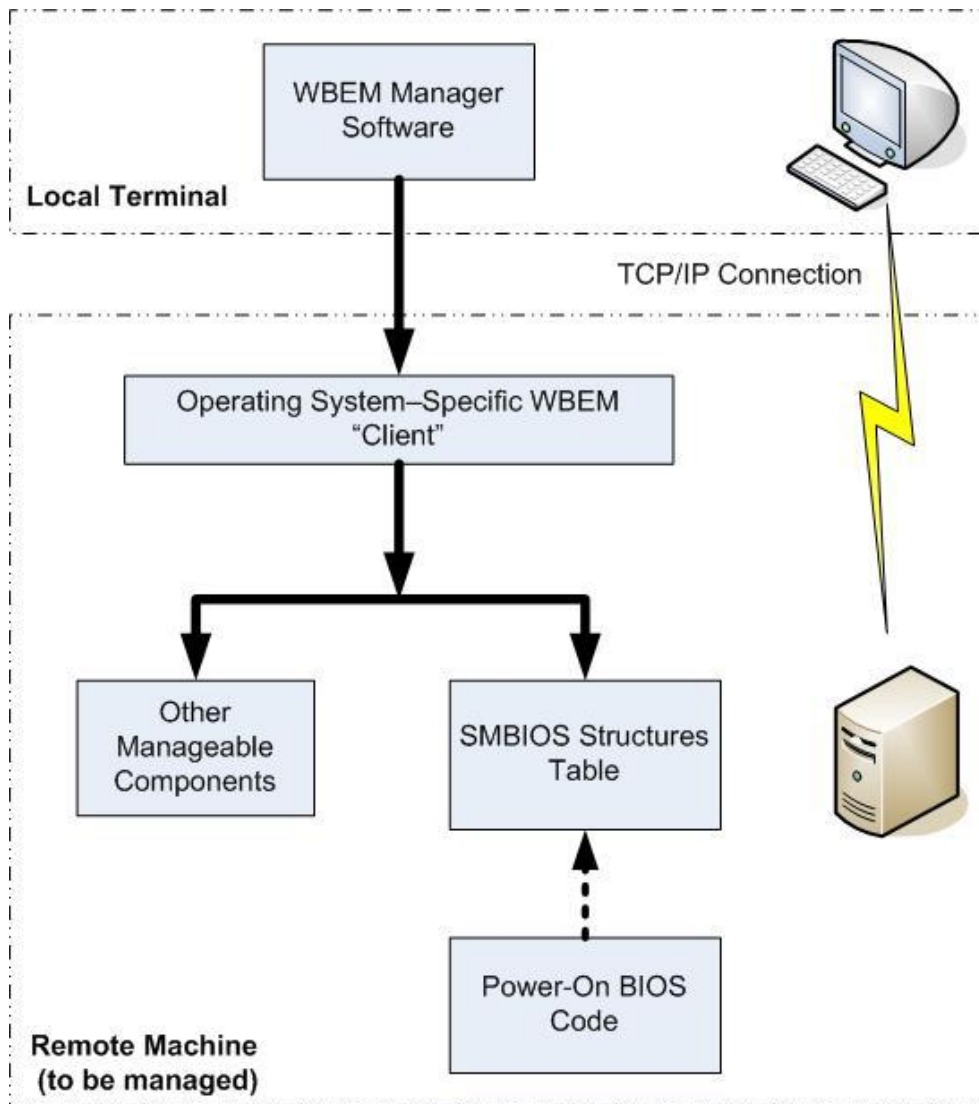 WBEM Manager
Software
Local Terminal
TCP/IP Connection
Operating System–Specific WBEM
“Client”
Other
Manageable
Components
SMBIOS Structures
Table
Power-On BIOS
Code
Remote Machine
(to be managed)